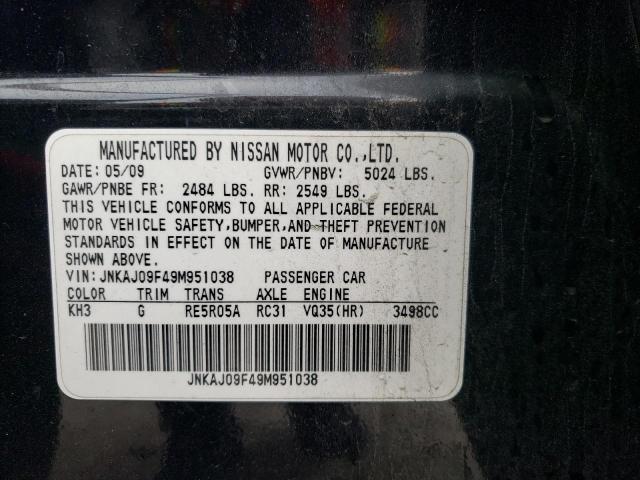 MANUFACTURED BY NISSAN MOTOR CO.,LTD.
DATE: 05/09 GVWR/PNBV: 5024 LBS.
GAWR/PNBE FR: 2484 LBS. RR: 2549 LBS.
THIS VEHICLE CONFORMS TO ALL APPLICABLE FEDERAL
MOTOR VEHICLE SAFETY,BUMPER,AND THEFT PREVENTION
STANDARDS IN EFFECT ON THE DATE OF MANUFACTURE
SHOWN ABOVE.
VIN: JNKAJ09F49M951038 PASSENGER CAR
COLOR TRIM TRANS AXLE ENGINE
KH3 G RE5R05A RC31 VQ35(HR) 3498CC
JNKAJ09F49M951038